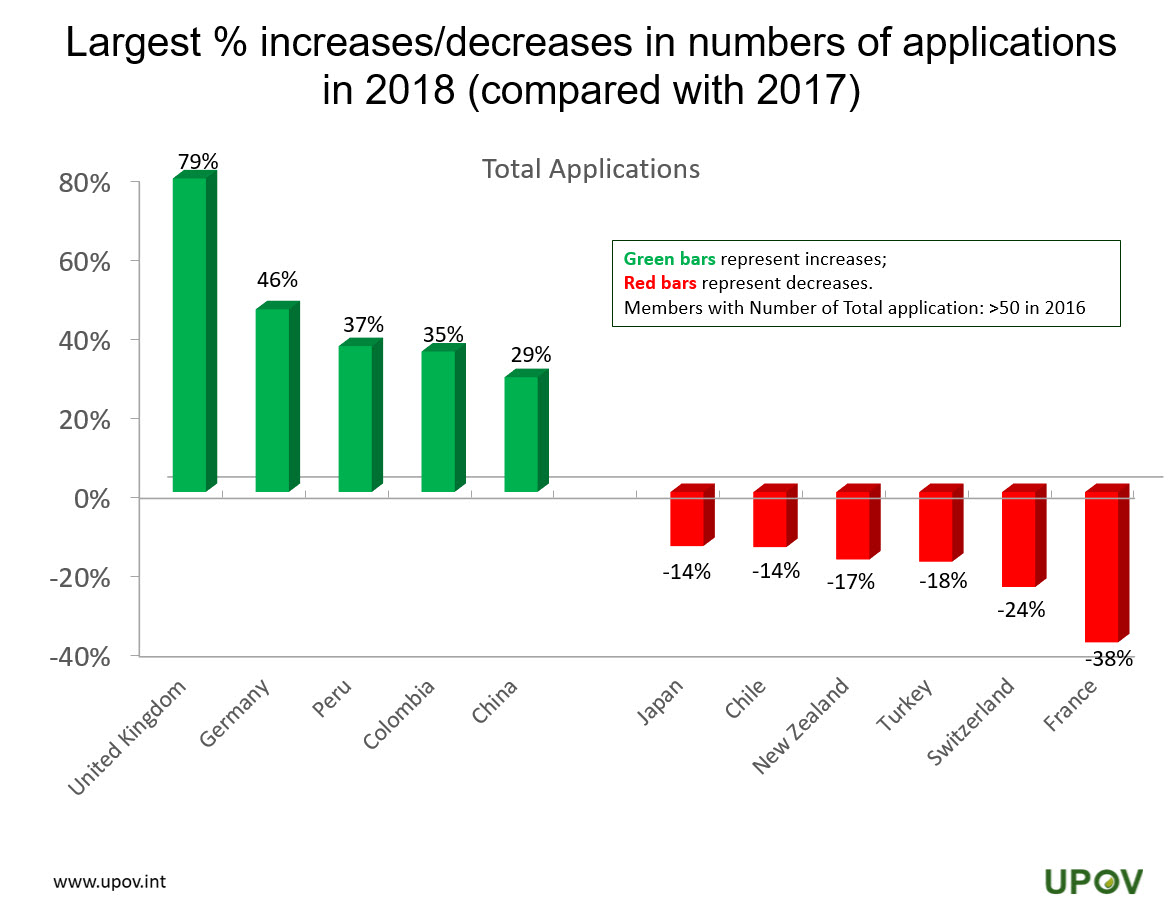 Largest % increases/decreases in numbers of applications
in 2018 (compared with 2017)
Total Applications
Green bars represent increases;
Red bars represent decreases.
Members with Number of Total application: >50 in 2016
80%
60%
40%
20%
0%
-20%
-40%
79%
46%
37%
35%
29%
-14%
-14%
-17%
-18%
-24%
-38%
United Kingdom
Germany
Peru
Colombia
China
Japan
Chile
New Zealand
Turkey
Switzerland
France
www.upov.int
UPOV